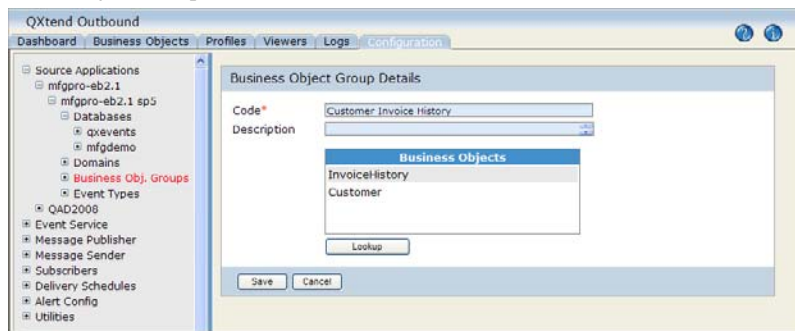 QXtend Outbound
Dashboard Business Objects Profiles Viewers Logs Configuration
Source Applications
mfgpro-eb2.1
mfgpro-eb2.1 sp5
Databases
qxevents
mfgdemo
Domains
Business Obj. Groups
Event Types
QAD2008
Event Service
Message Publisher
Message Sender
Subscribers
Delivery Schedules
Alert Config
Utilities
Business Object Group Details
Code* Customer Invoice History
Description
Business Objects
InvoiceHistory
Customer
Lookup
Save Cancel